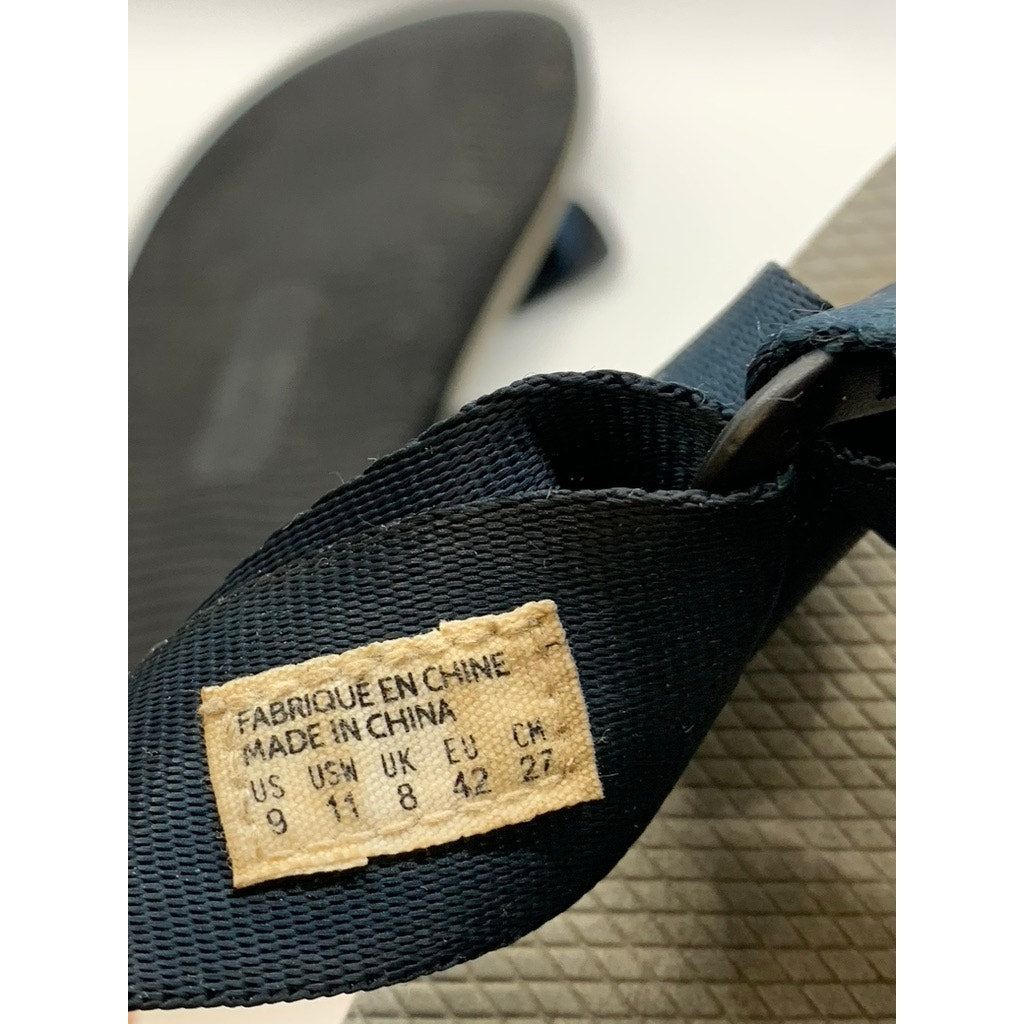 FABRIQUE EN CHINE
MADE IN CHINA
US USW UK EU CM
9 11 8 42 27